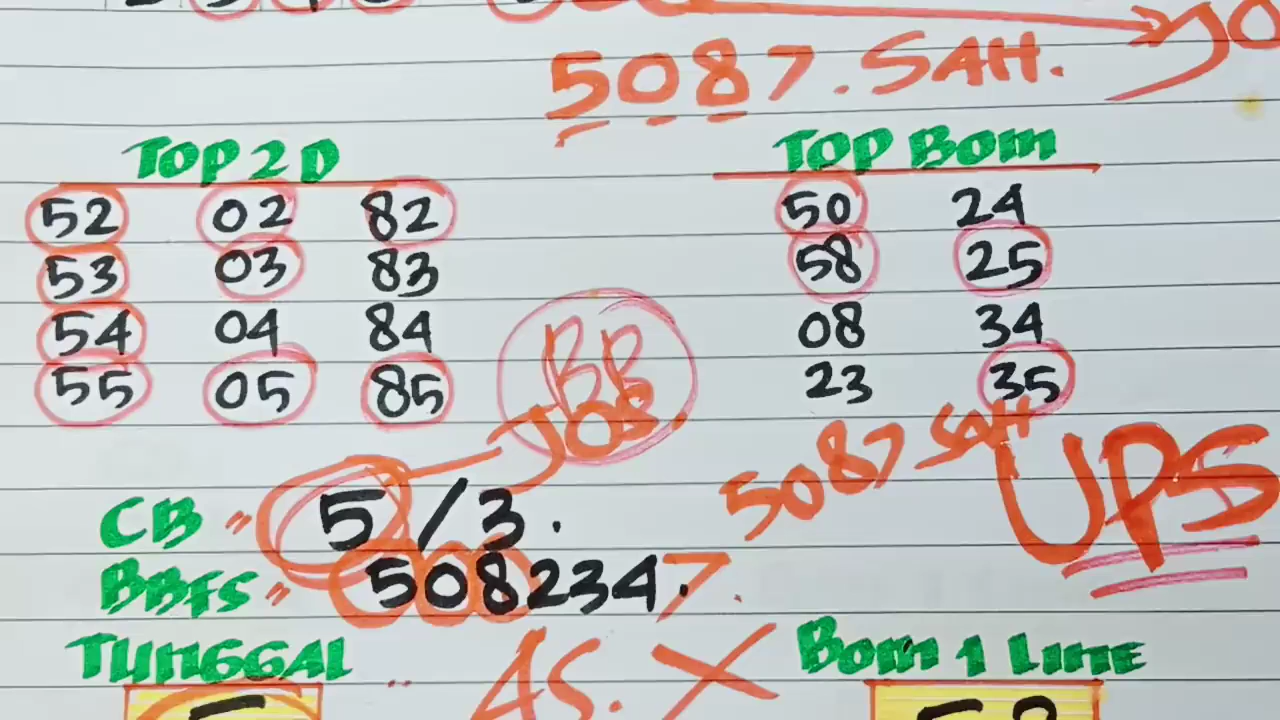 JO
5087. SAH.
TOP 2 D
TOP BOM
52 02 82
50 24
53 03 83
58 25
54 04 84
08 34
55 05 85
23 35
BB
JOS
5087 SAH
UPS
CB " 5/3.
BBFS " 5082347.
TUNGGAL
AS. X
BOM 1 LINE